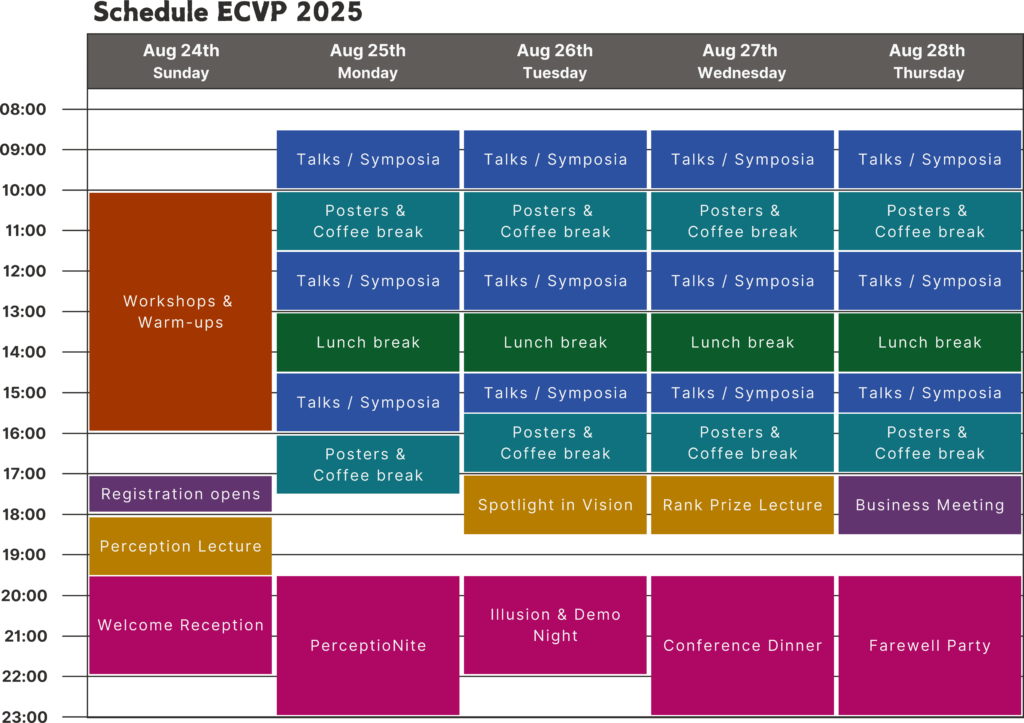 Schedule ECVP 2025
Aug 24th
Sunday
Aug 25th
Monday
Aug 26th
Tuesday
Aug 27th
Wednesday
Aug 28th
Thursday
08:00
09:00
Talks / Symposia
Talks / Symposia
Talks / Symposia
Talks / Symposia
10:00
Posters &
Coffee break
Posters &
Coffee break
Posters &
Coffee break
Posters &
Coffee break
11:00
12:00
Talks / Symposia
Talks / Symposia
Talks / Symposia
Talks / Symposia
Workshops &
Warm-ups
13:00
Lunch break
Lunch break
Lunch break
Lunch break
14:00
15:00
Talks / Symposia
Talks / Symposia
Talks / Symposia
Talks / Symposia
16:00
Posters &
Coffee break
Posters &
Coffee break
Posters &
Coffee break
Posters &
Coffee break
17:00
Registration opens
Spotlight in Vision
Rank Prize Lecture
Business Meeting
18:00
Perception Lecture
19:00
20:00
Welcome Reception
PerceptioNite
Illusion & Demo
Night
Conference Dinner
Farewell Party
21:00
22:00
23:00